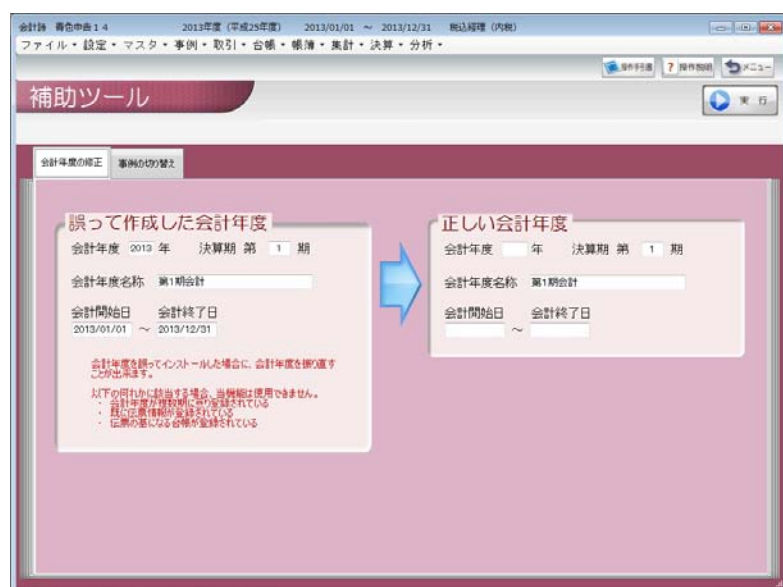 会計詩 青色申告14 2013年度（平成25年度） 2013/01/01 ～ 2013/12/31 税込経理（内税）
ファイル・ 設定・ マスタ・ 事例・ 取引・ 台帳・ 帳簿・ 集計・ 決算・ 分析・
操作手引書 ? 操作説明 メニュー
補助ツール
実 行
会計年度の修正 事例の切り替え
誤って作成した会計年度
会計年度 2013 年 決算期 第 1 期
会計年度名称 第1期会計
会計開始日 会計終了日
2013/01/01 ～ 2013/12/31
会計年度を誤ってインストールした場合に、会計年度を振り直す
ことが出来ます。
以下の何れかに該当する場合、当機能は使用できません。
・ 会計年度が複数期に亘り登録されている
・ 既に伝票情報が登録されている
・ 伝票の基になる台帳が登録されている
正しい会計年度
会計年度 年 決算期 第 1 期
会計年度名称 第1期会計
会計開始日 会計終了日
～